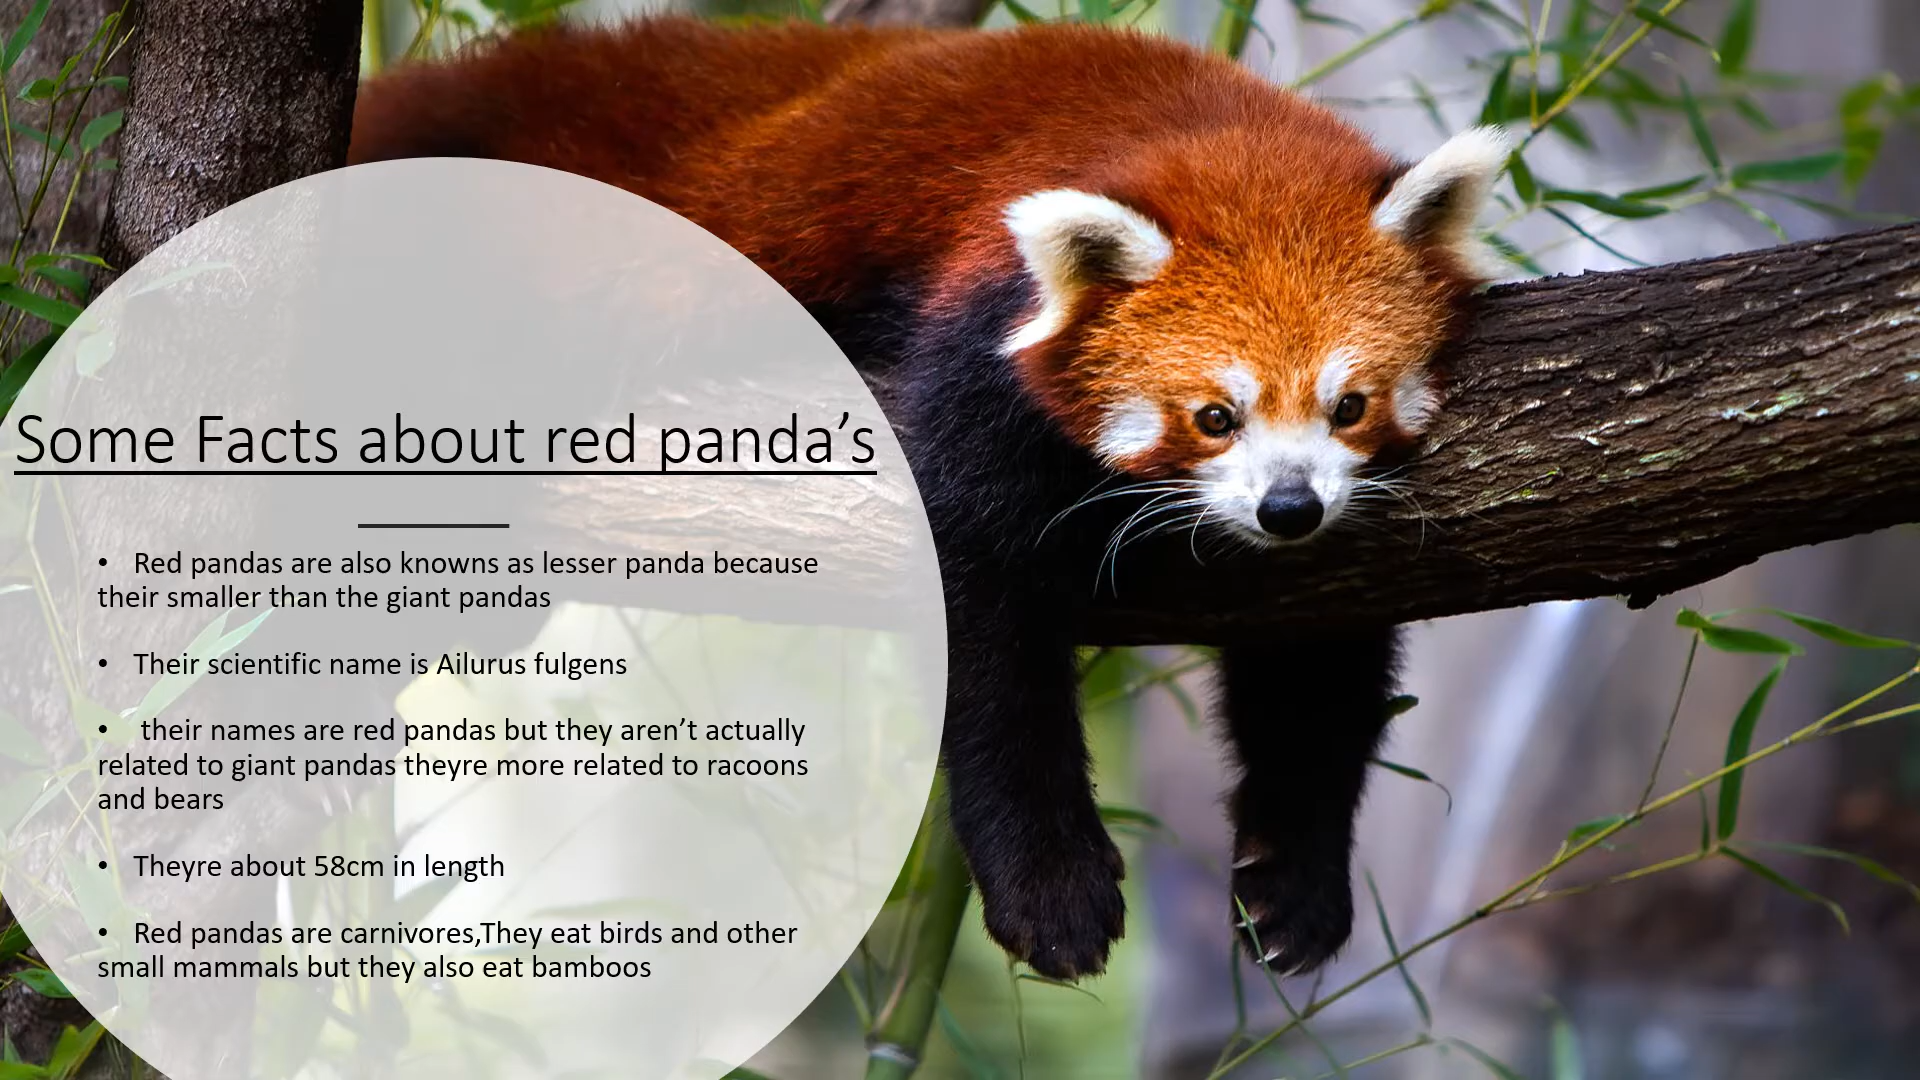 Some Facts about red panda’s
• Red pandas are also knowns as lesser panda because
their smaller than the giant pandas
• Their scientific name is Ailurus fulgens
• their names are red pandas but they aren’t actually
related to giant pandas theyre more related to racoons
and bears
• Theyre about 58cm in length
• Red pandas are carnivores,They eat birds and other
small mammals but they also eat bamboos